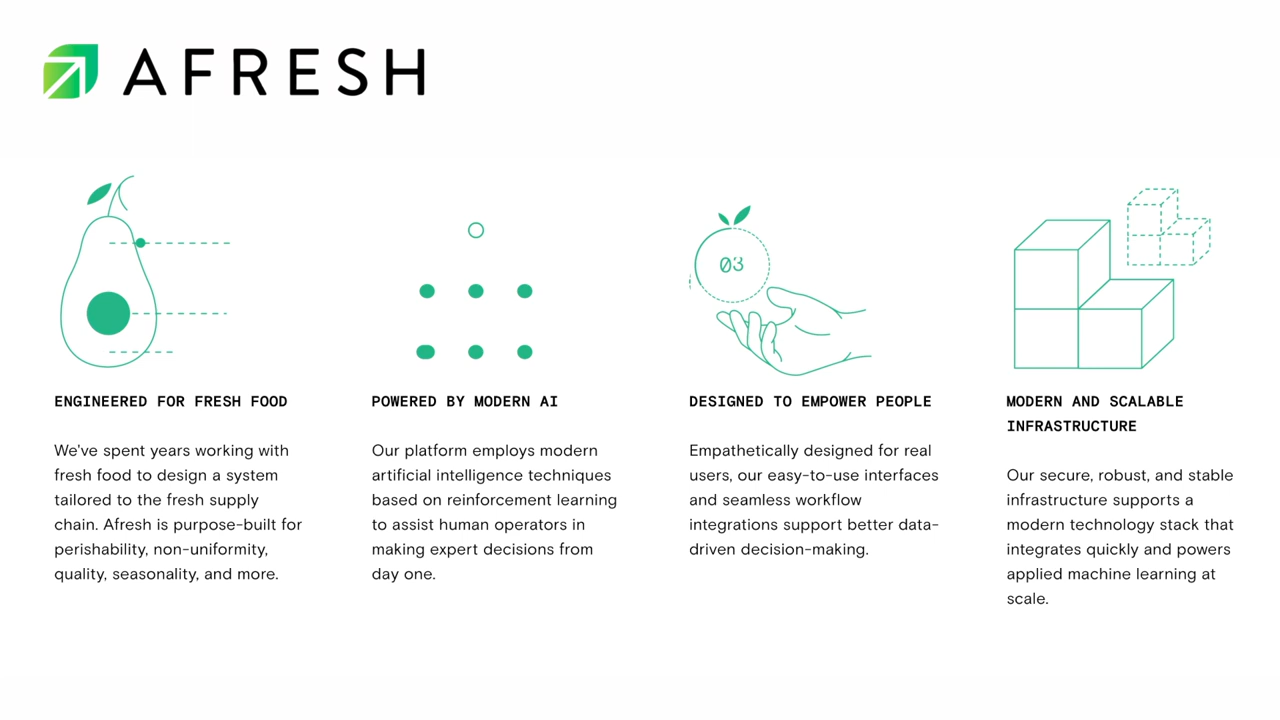 AFRESH
03
ENGINEERED FOR FRESH FOOD
We've spent years working with
fresh food to design a system
tailored to the fresh supply
chain. Afresh is purpose-built for
perishability, non-uniformity,
quality, seasonality, and more.
POWERED BY MODERN AI
Our platform employs modern
artificial intelligence techniques
based on reinforcement learning
to assist human operators in
making expert decisions from
day one.
DESIGNED TO EMPOWER PEOPLE
Empathetically designed for real
users, our easy-to-use interfaces
and seamless workflow
integrations support better data-
driven decision-making.
MODERN AND SCALABLE
INFRASTRUCTURE
Our secure, robust, and stable
infrastructure supports a
modern technology stack that
integrates quickly and powers
applied machine learning at
scale.